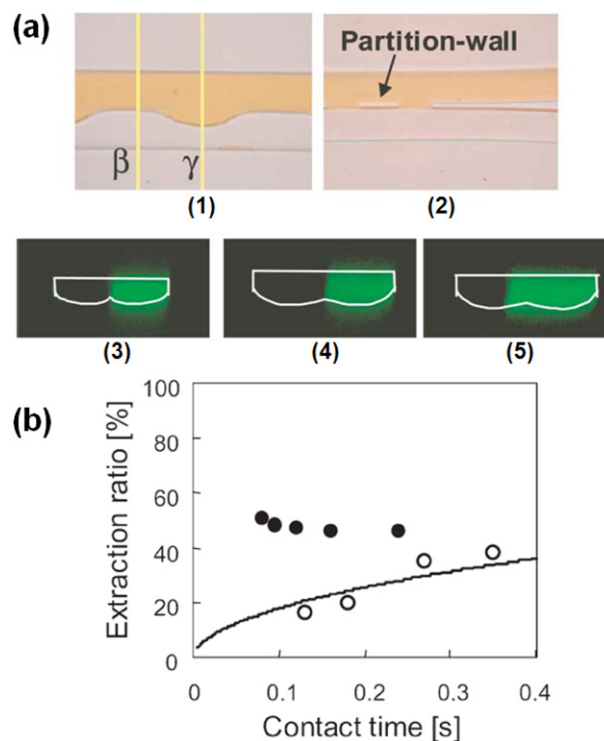 (a)
Partition-wall
β γ
(1) (2)
(3) (4) (5)
(b)
100
80
60
40
20
0
Extraction ratio [%]
0 0.1 0.2 0.3 0.4
Contact time [s]